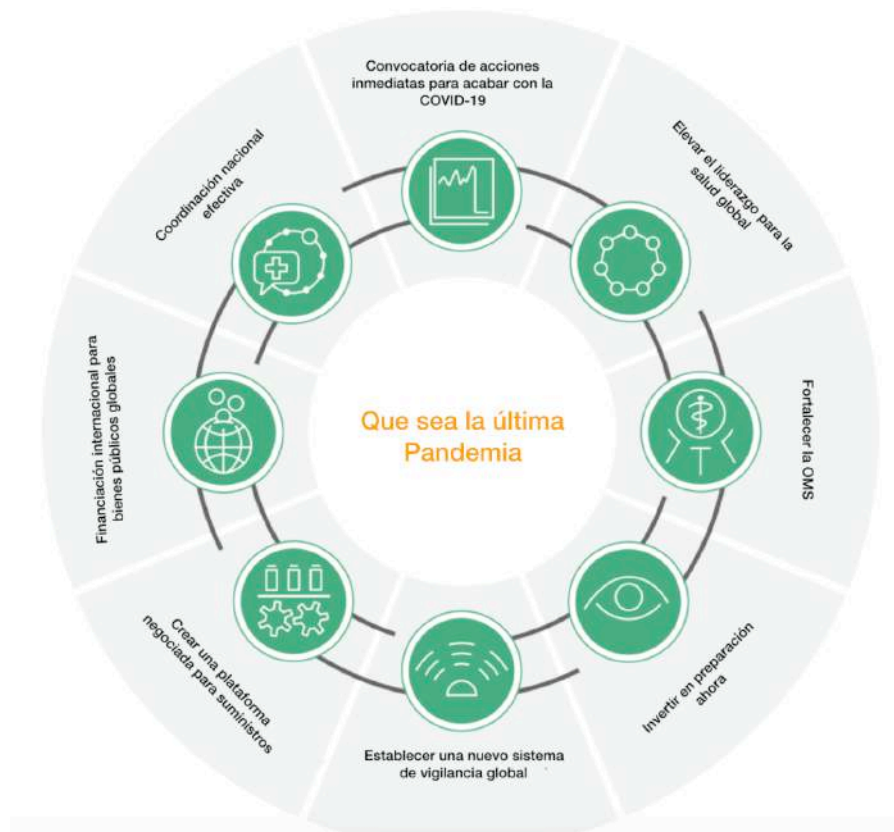 Convocatoria de acciones
inmediatas para acabar con la
COVID-19
Elevar el liderazgo para la
salud global
Fortalecer la OMS
Invertir en preparación
ahora
Establecer una nuevo sistema
de vigilancia global
Crear una plataforma
negociada para suministros
Financiación internacional para
bienes públicos globales
Coordinación nacional
efectiva
Que sea la última
Pandemia